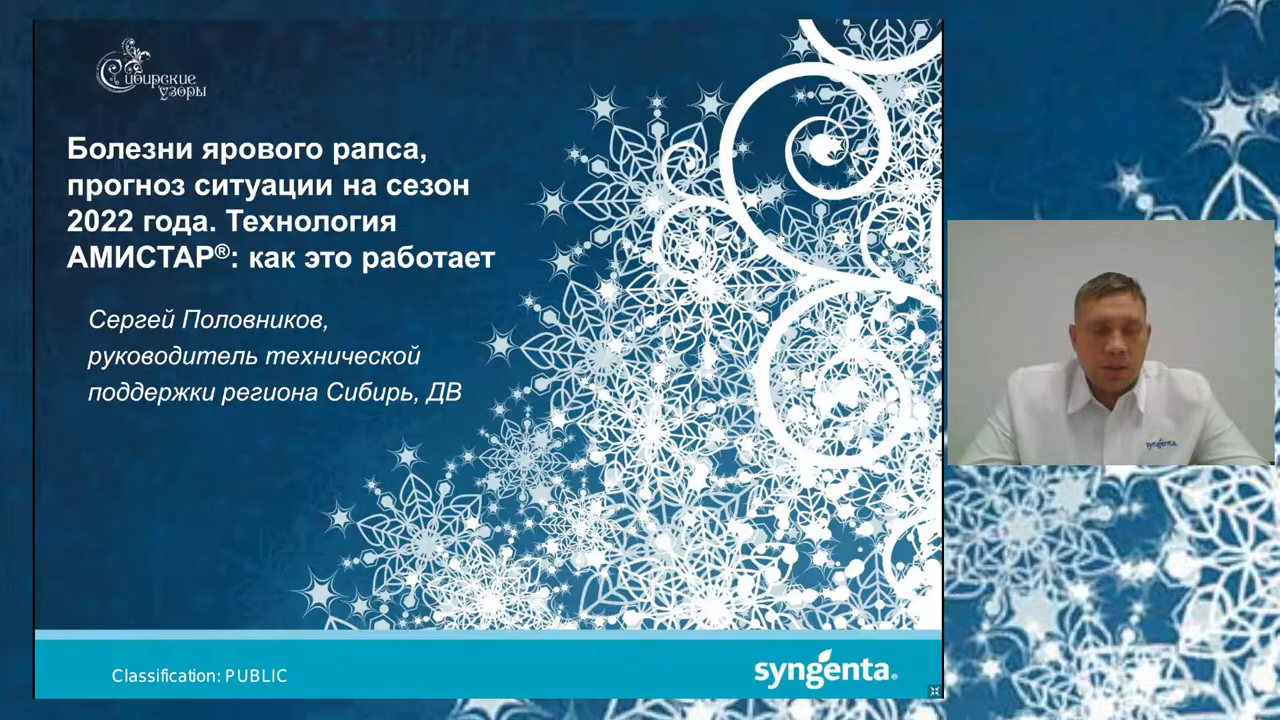 Сибирские
узоры
Болезни ярового рапса,
прогноз ситуации на сезон
2022 года. Технология
АМИСТАР®: как это работает
Сергей Половников,
руководитель технической
поддержки региона Сибирь, ДВ
syngenta.
Classification: PUBLIC
syngenta®